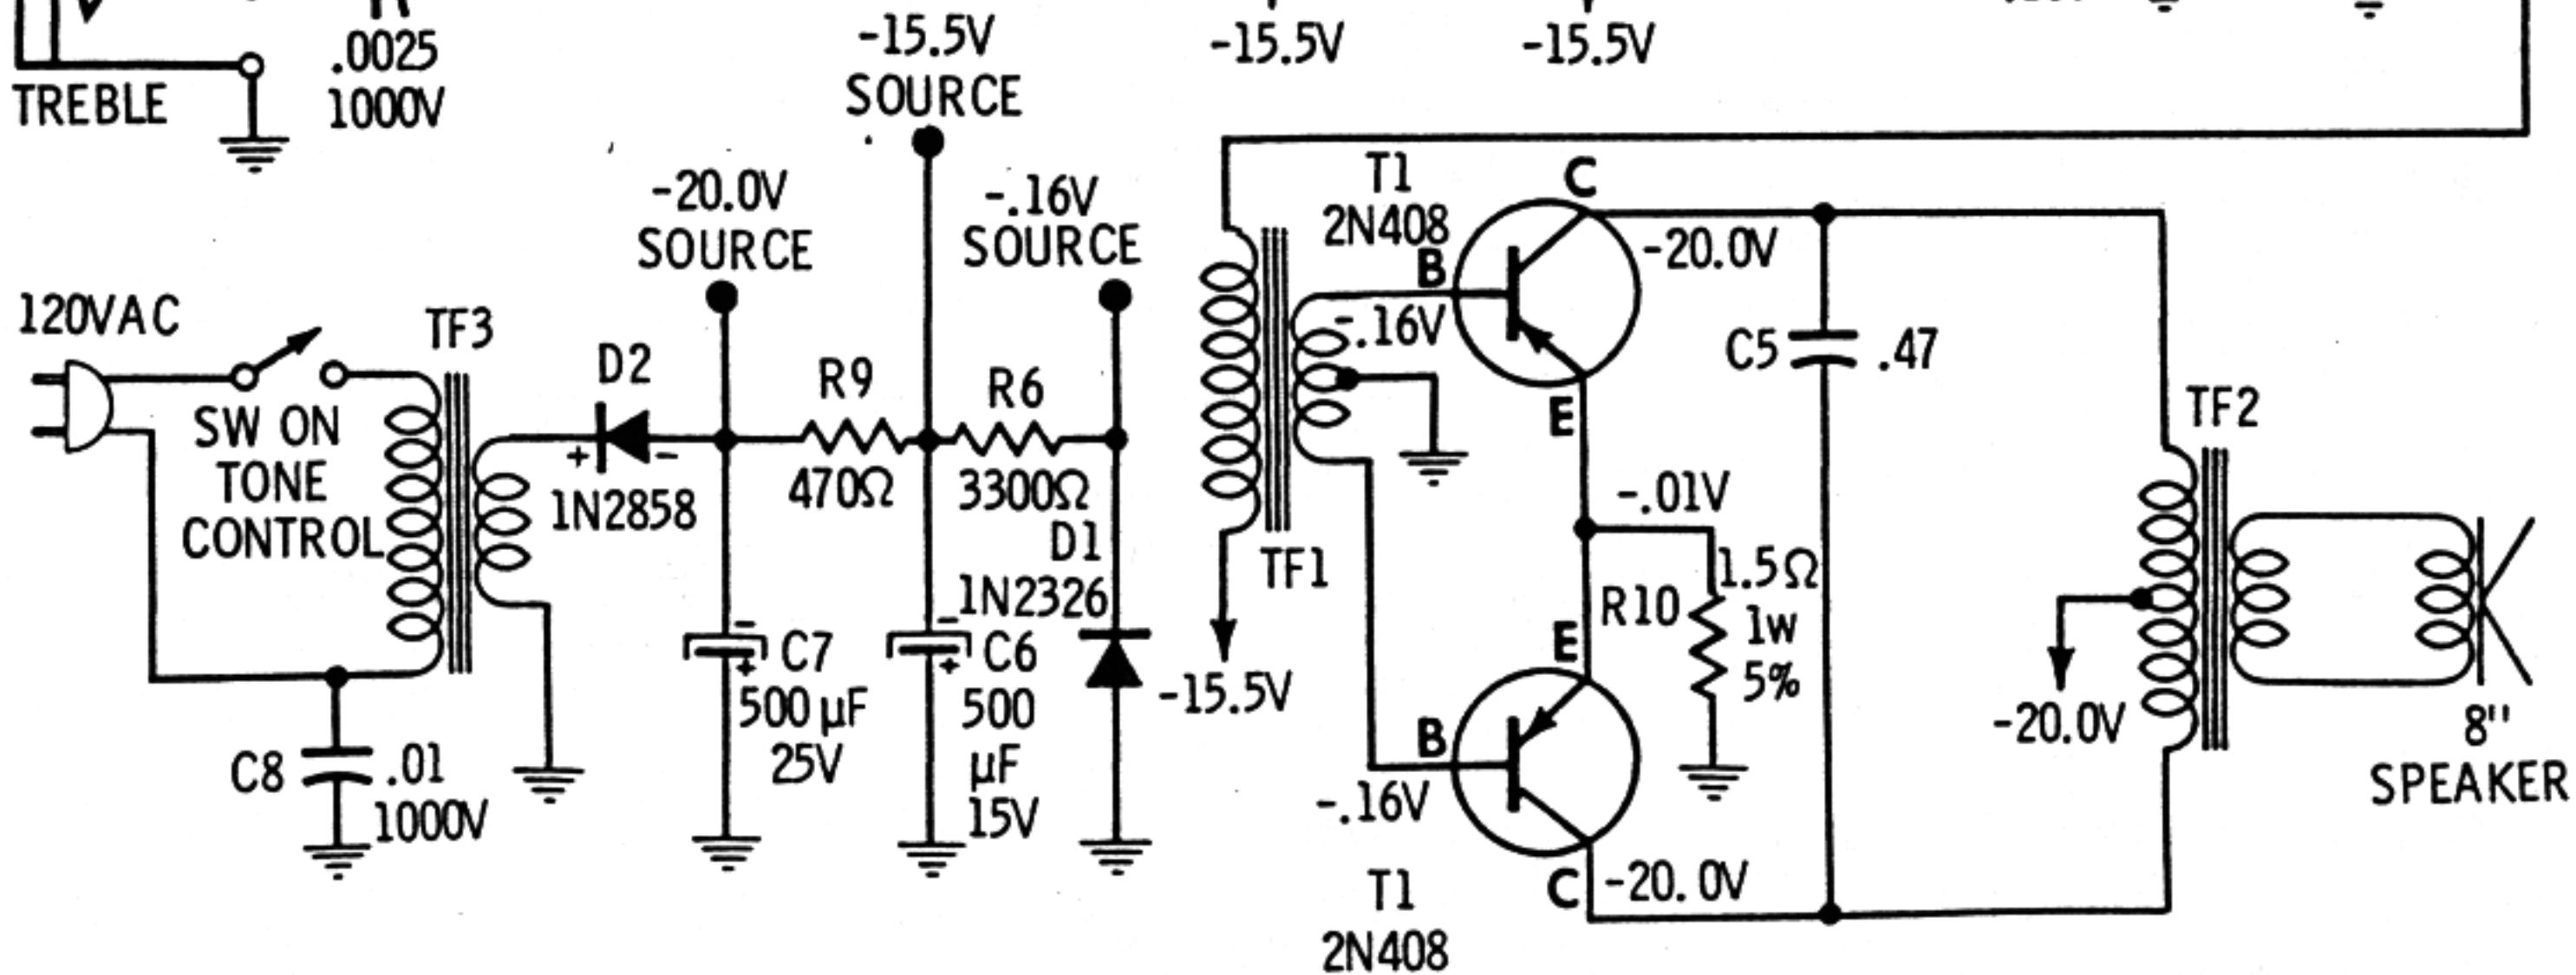 .0025
1000V
TREBLE
-15.5V
SOURCE
-15.5V
-15.5V
-20.0V
SOURCE
-.16V
SOURCE
120VAC
SW ON
TONE
CONTROL
TF3
D2
+ -
1N2858
R9
470Ω
R6
3300Ω
D1
1N2326
-
+
C7
500 µF
25V
-
+
C6
500
µF
15V
C8
.01
1000V
TF1
-15.5V
T1
2N408
B
-.16V
C
-20.0V
E
-.01V
R10
1.5Ω
1w
5%
E
B
-.16V
C
-20.0V
T1
2N408
C5
.47
TF2
-20.0V
8"
SPEAKER